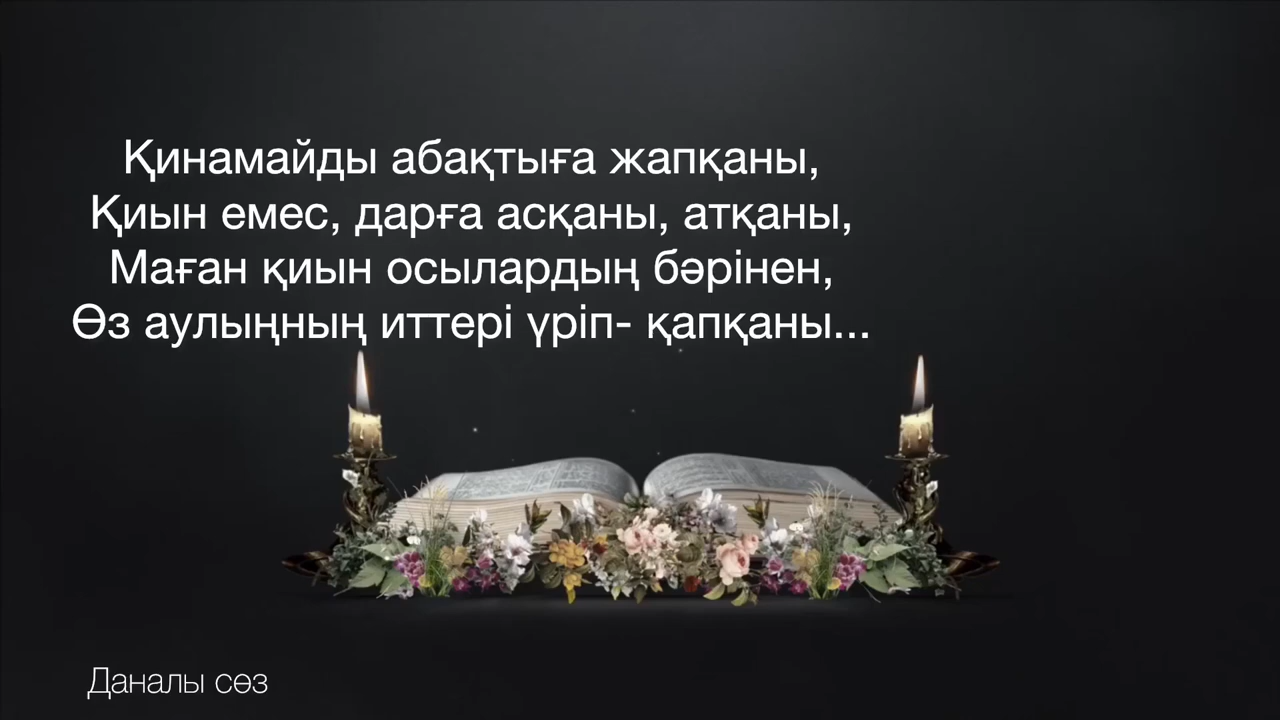 Қинамайды абақтыға жапқаны,
Қиын емес, дарға асқаны, атқаны,
Маған қиын осылардың бәрінен,
Өз аулыңның иттері үріп- қапқаны...
Даналы сөз